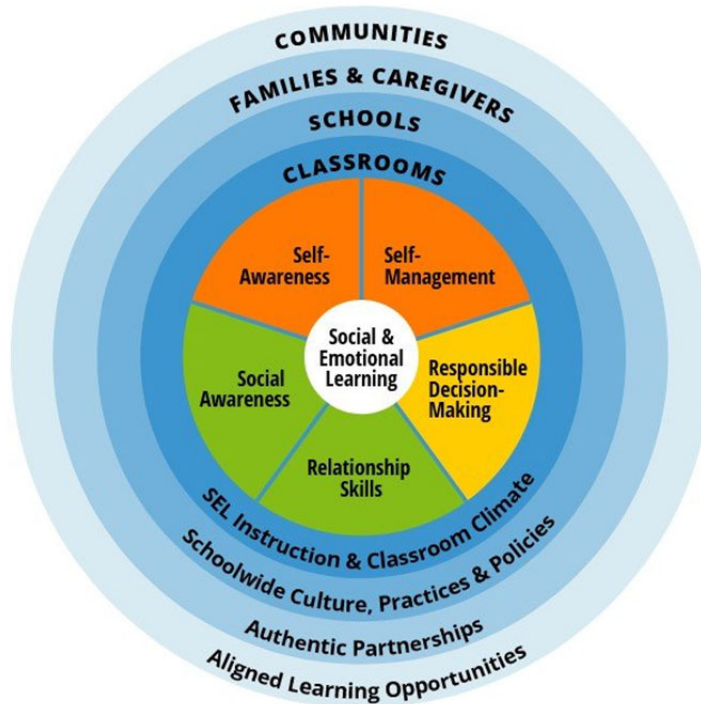 COMMUNITIES
FAMILIES & CAREGIVERS
SCHOOLS
CLASSROOMS
Self-
Awareness
Self-
Management
Social &
Emotional
Learning
Social
Awareness
Responsible
Decision-
Making
Relationship
Skills
SEL Instruction & Classroom Climate
Schoolwide Culture, Practices & Policies
Authentic Partnerships
Aligned Learning Opportunities